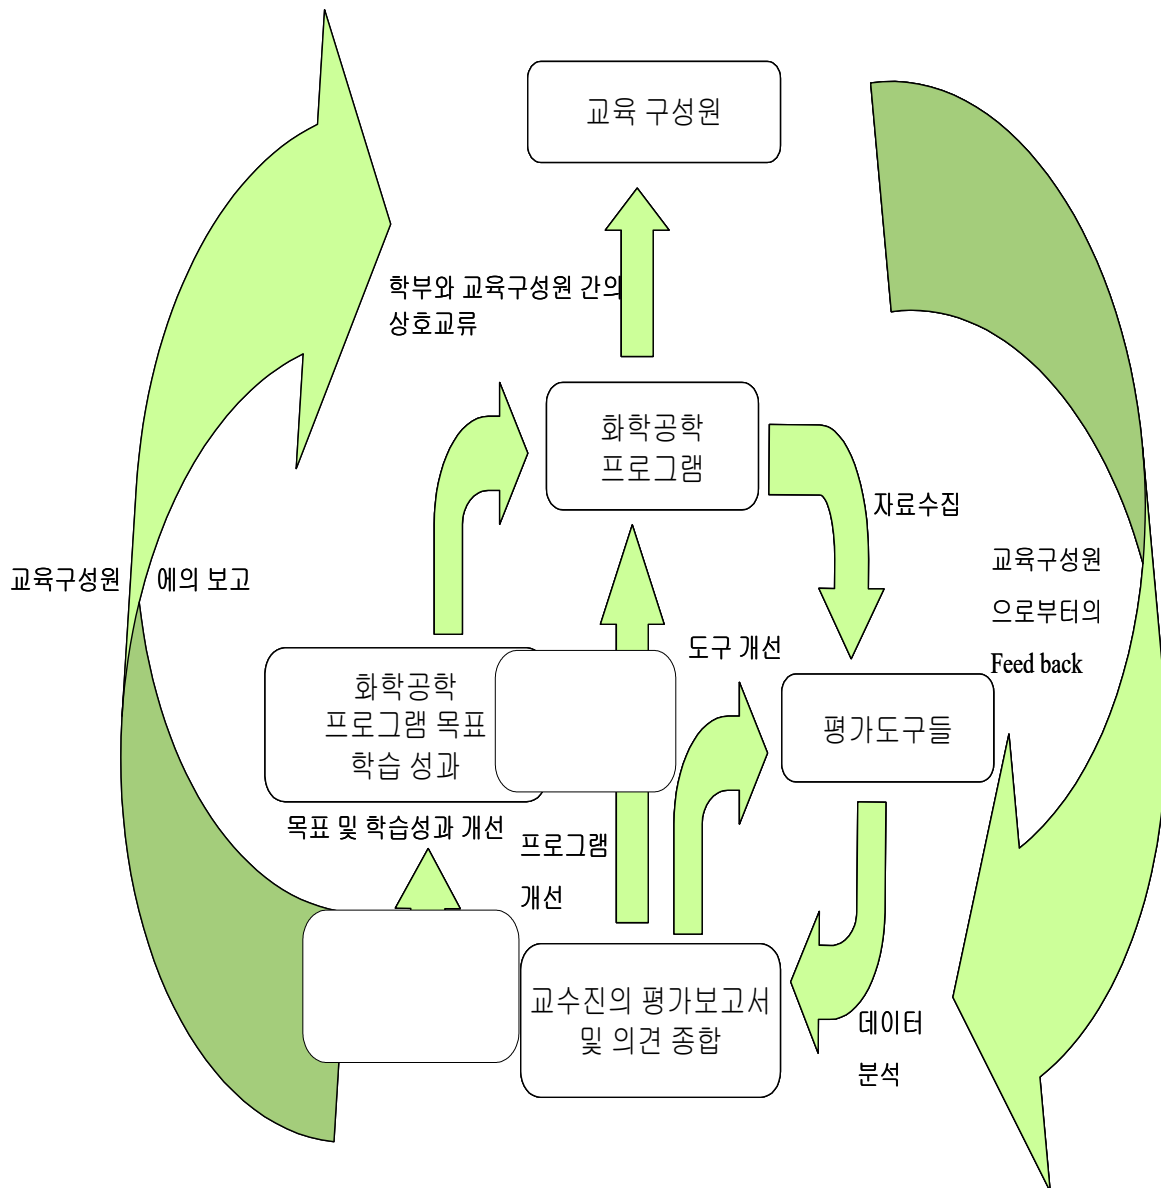 교육 구성원
학부와 교육구성원 간의
상호교류
화학공학
프로그램
자료수집
교육구성원 에의 보고
교육구성원
으로부터의
Feed back
도구 개선
화학공학
프로그램 목표
학습 성과
평가도구들
목표 및 학습성과 개선
프로그램
개선
교수진의 평가보고서
및 의견 종합
데이터
분석